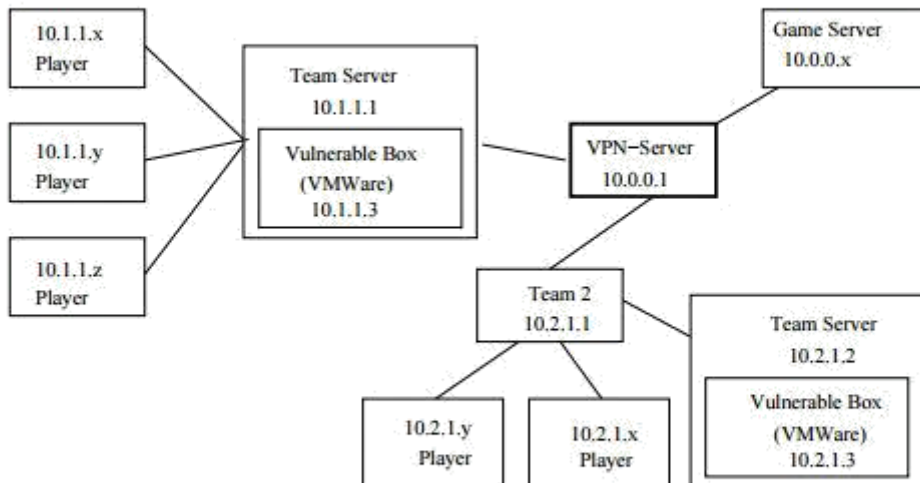 10.1.1.x
Player
10.1.1.y
Player
10.1.1.z
Player
Team Server
10.1.1.1
Vulnerable Box
(VMWare)
10.1.1.3
Game Server
10.0.0.x
VPN-Server
10.0.0.1
Team 2
10.2.1.1
10.2.1.y
Player
10.2.1.x
Player
Team Server
10.2.1.2
Vulnerable Box
(VMWare)
10.2.1.3